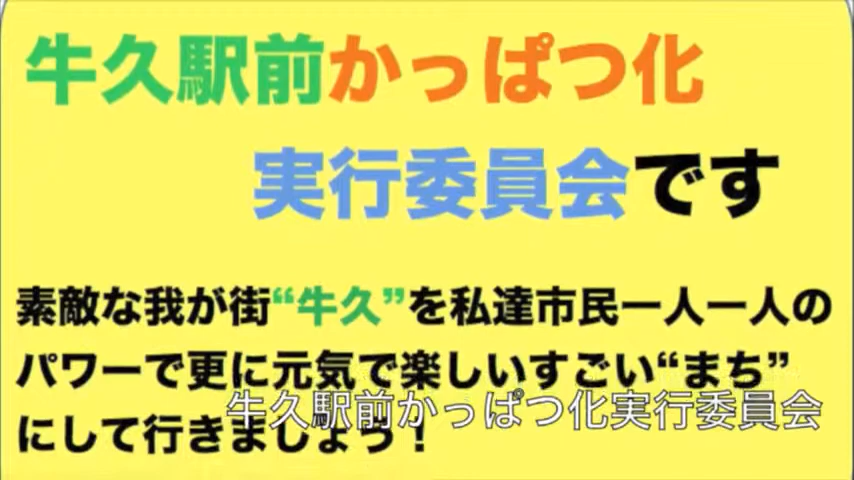 牛久駅前かっぱつ化
実行委員会です
素敵な我が街“牛久”を私達市民一人一人の
パワーで更に元気で楽しいすごい“まち”
にして行きましょう！
牛久駅前かっぱつ化実行委員会